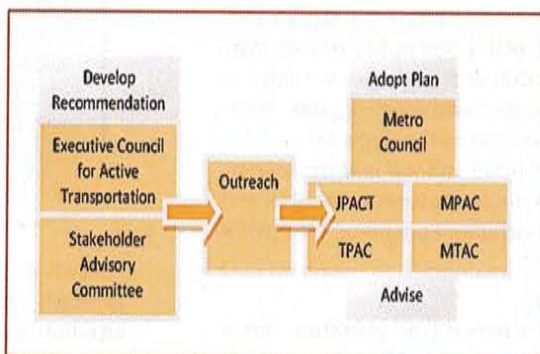 Develop
Recommendation
Executive Council
for Active
Transportation
Stakeholder
Advisory
Committee
Outreach
Adopt Plan
Metro
Council
JPACT
MPAC
TPAC
MTAC
Advise